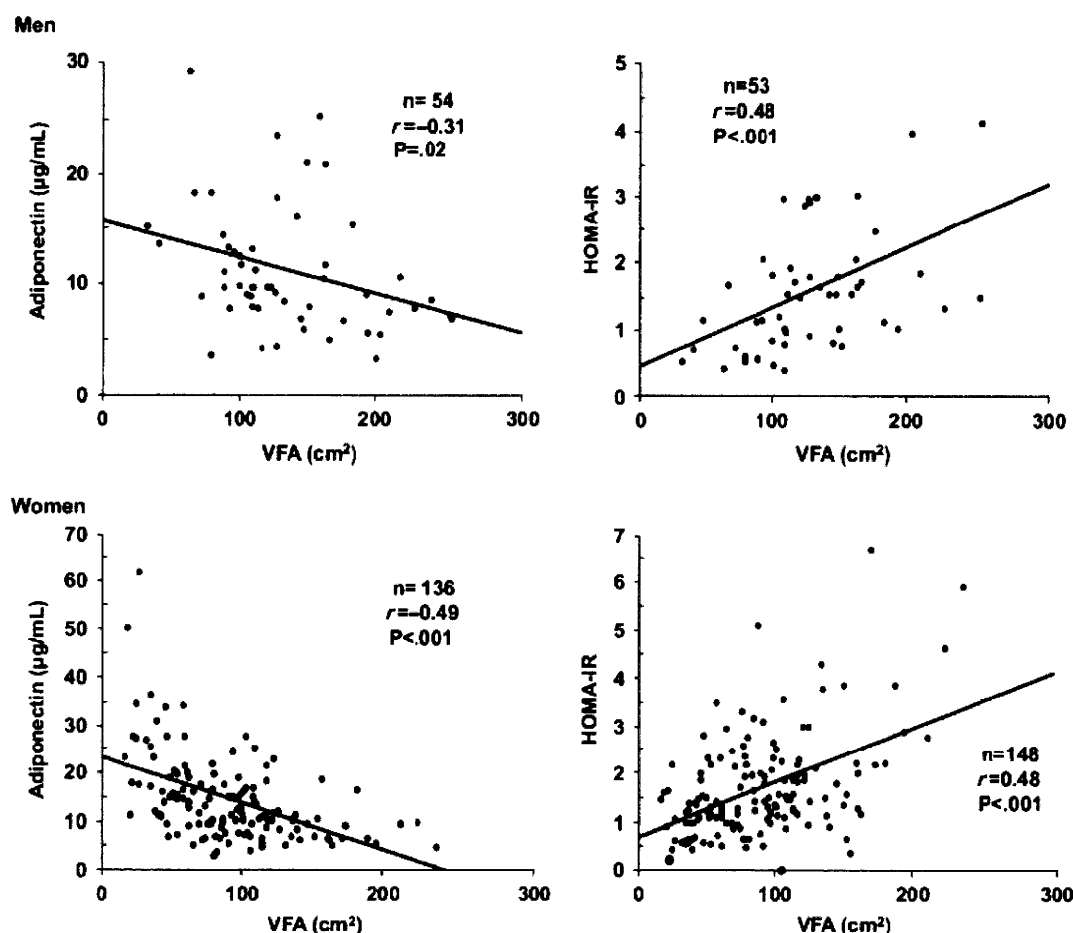 Men
30
20
10
0
Adiponectin (µg/mL)
n= 54
r=–0.31
P=.02
0 100 200 300
VFA (cm²)
5
4
3
2
1
0
HOMA-IR
n=53
r=0.48
P<.001
0 100 200 300
VFA (cm²)
Women
70
60
50
40
30
20
10
0
Adiponectin (µg/mL)
n= 136
r=–0.49
P<.001
0 100 200 300
VFA (cm²)
7
6
5
4
3
2
1
0
HOMA-IR
n=148
r=0.48
P<.001
0 100 200 300
VFA (cm²)